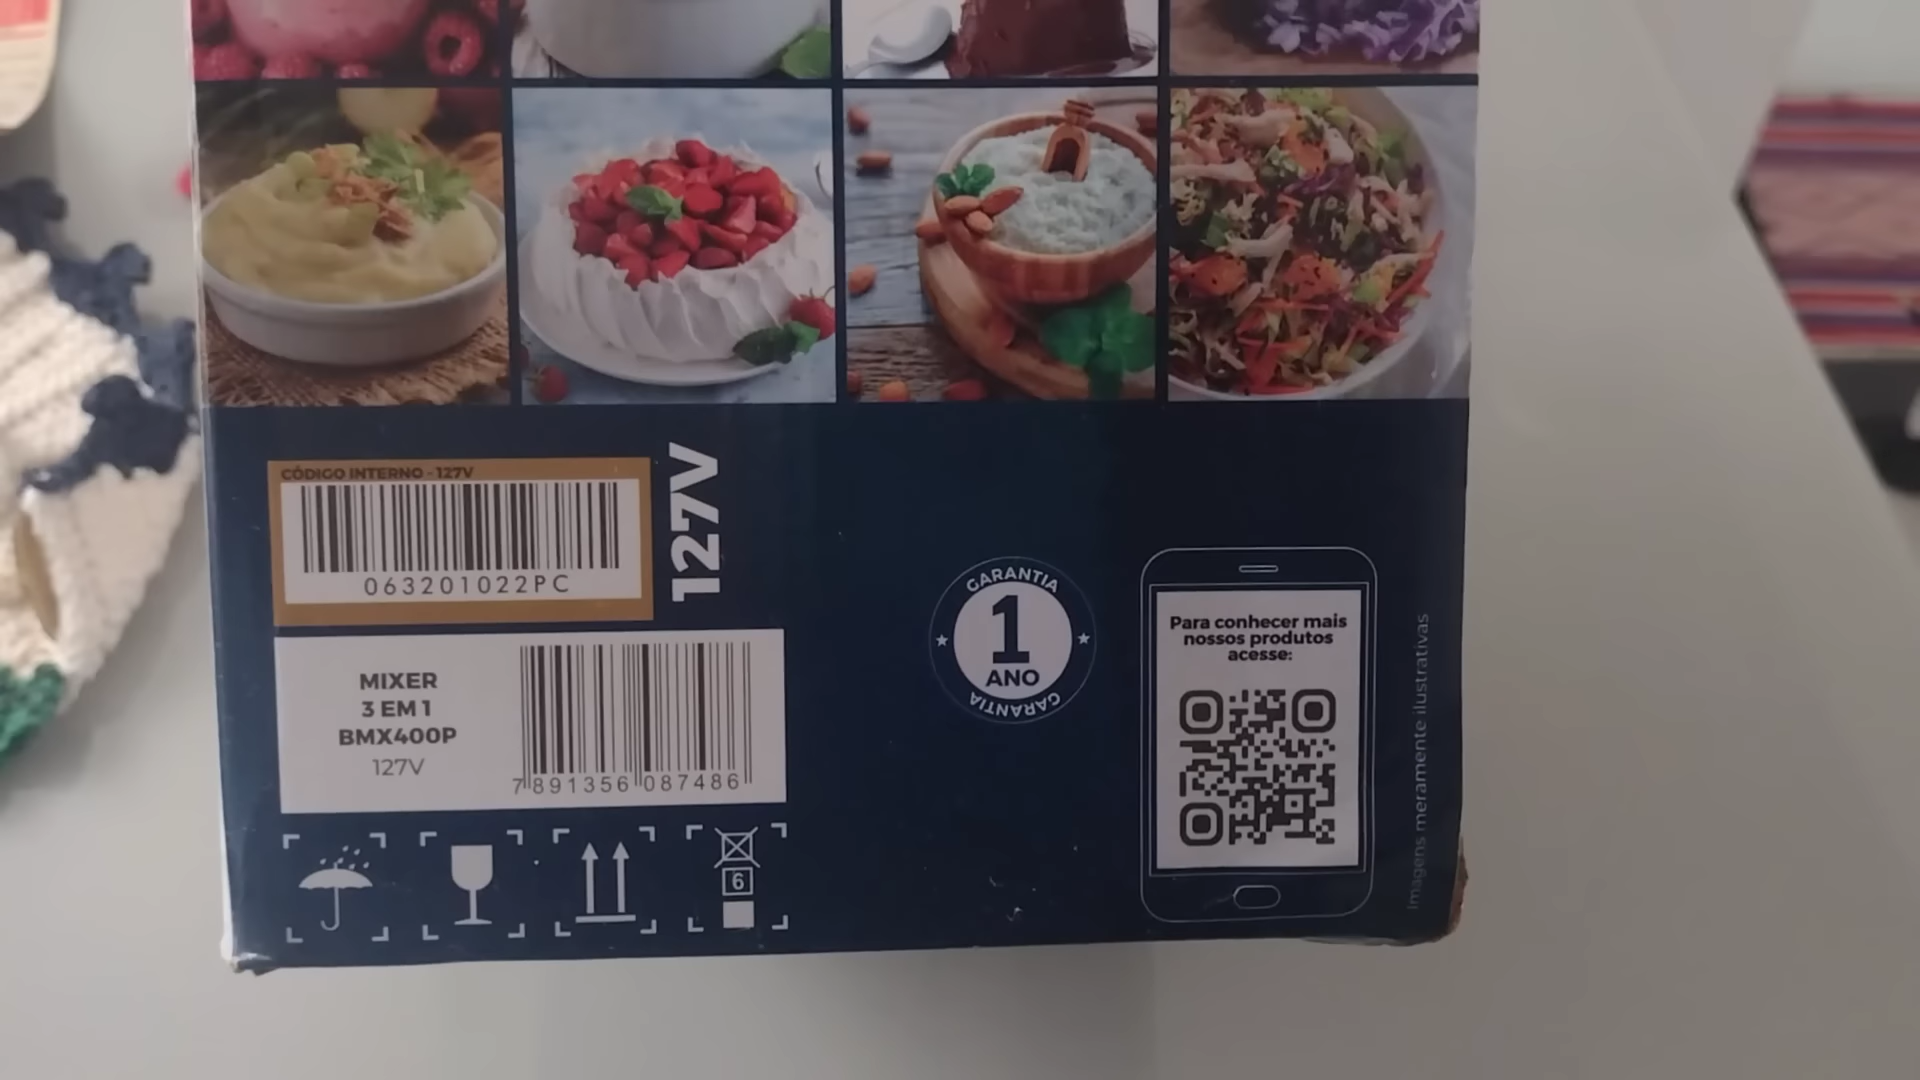 CÓDIGO INTERNO - 127V
063201022PC
127V
MIXER
3 EM 1
BMX400P
127V
7 891356 087486
6
GARANTIA
1
ANO
GARANTIA
Para conhecer mais
nossos produtos
acesse:
Imagens meramente ilustrativas